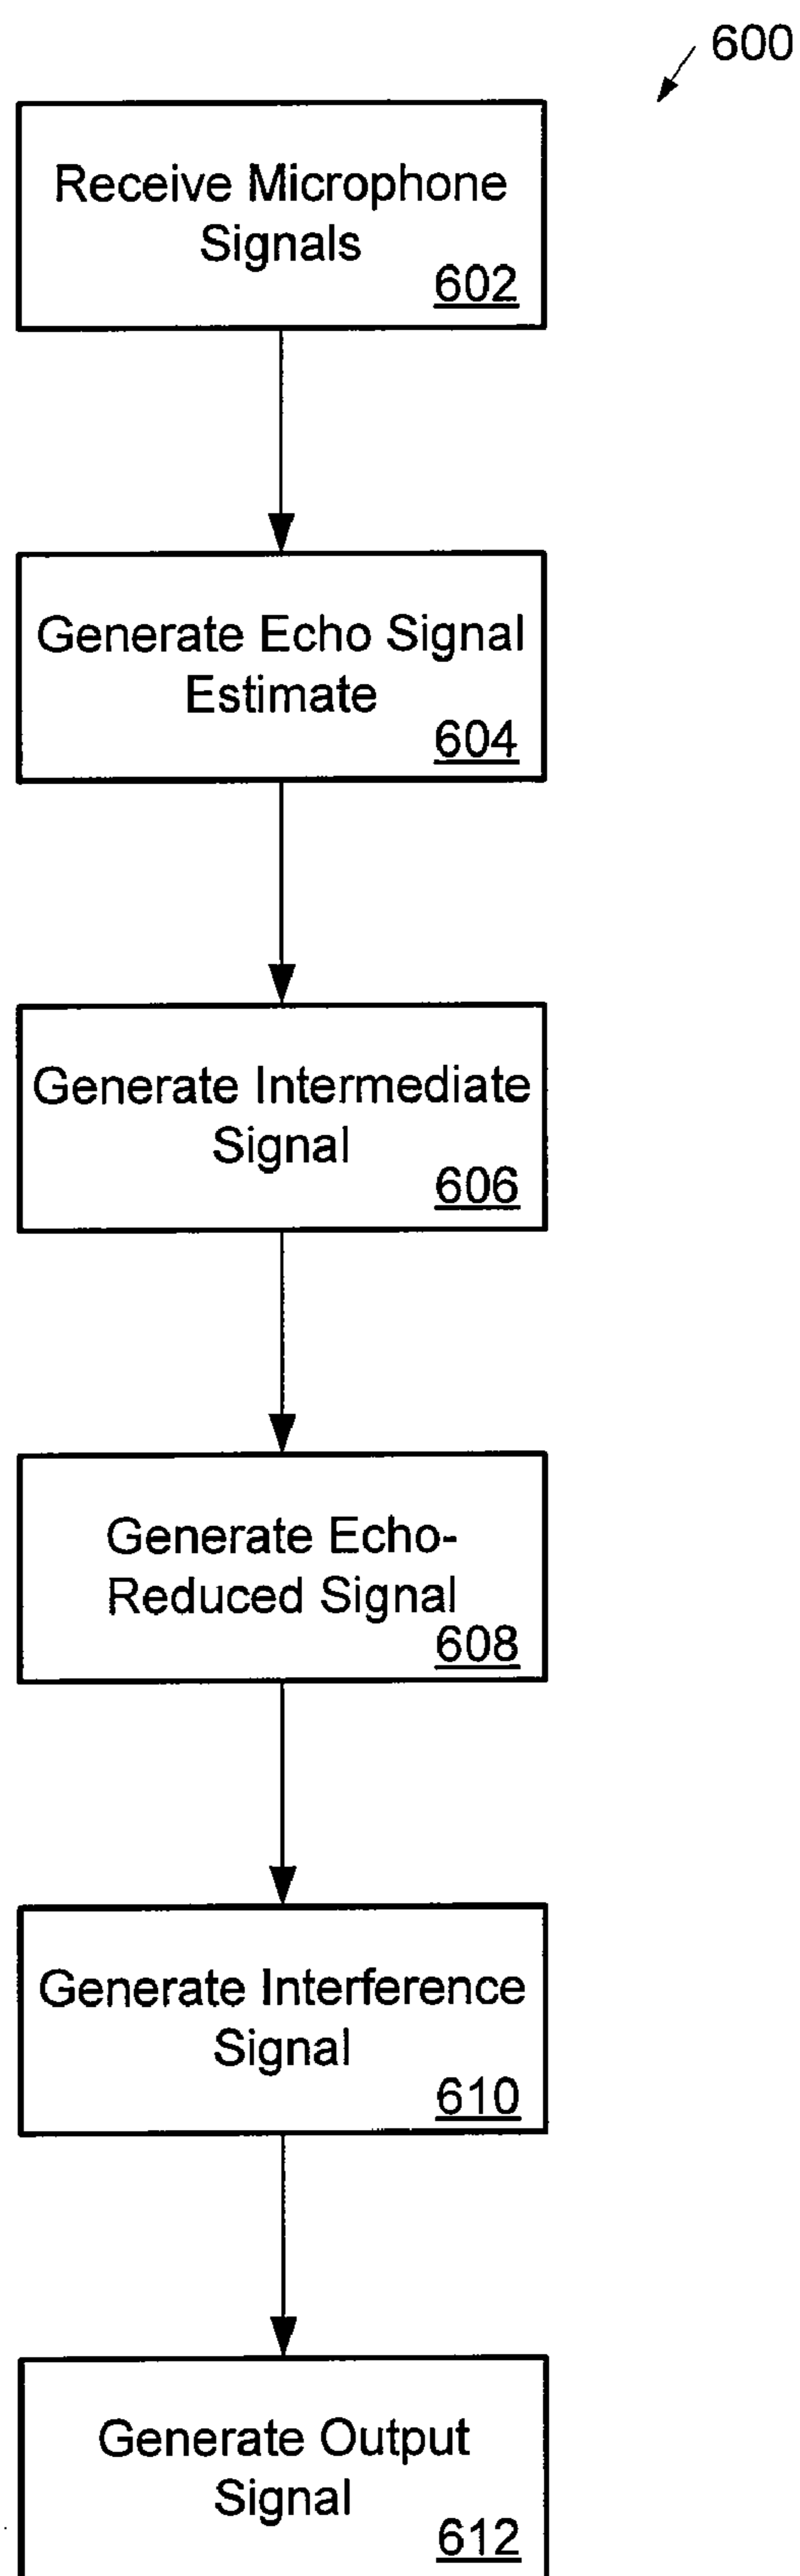 600
Receive Microphone
Signals
602
Generate Echo Signal
Estimate
604
Generate Intermediate
Signal
606
Generate Echo-
Reduced Signal
608
Generate Interference
Signal
610
Generate Output
Signal
612